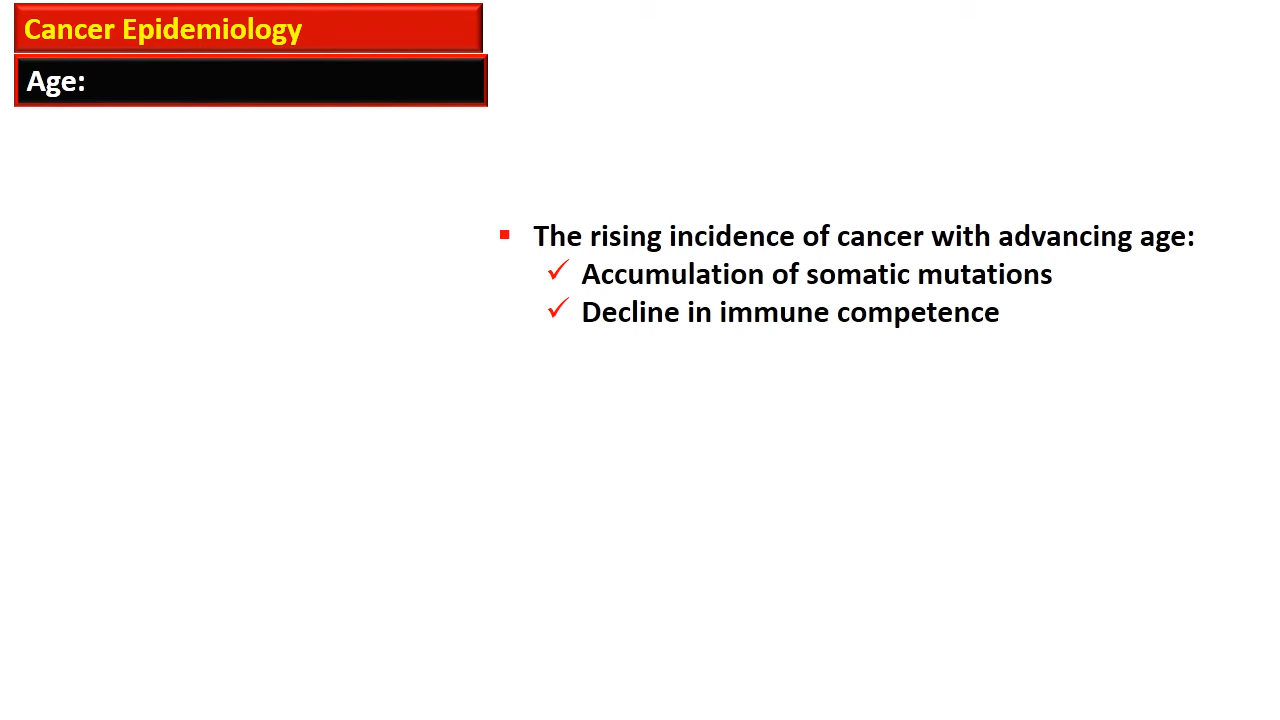 Cancer Epidemiology
Age:
The rising incidence of cancer with advancing age:
Accumulation of somatic mutations
Decline in immune competence